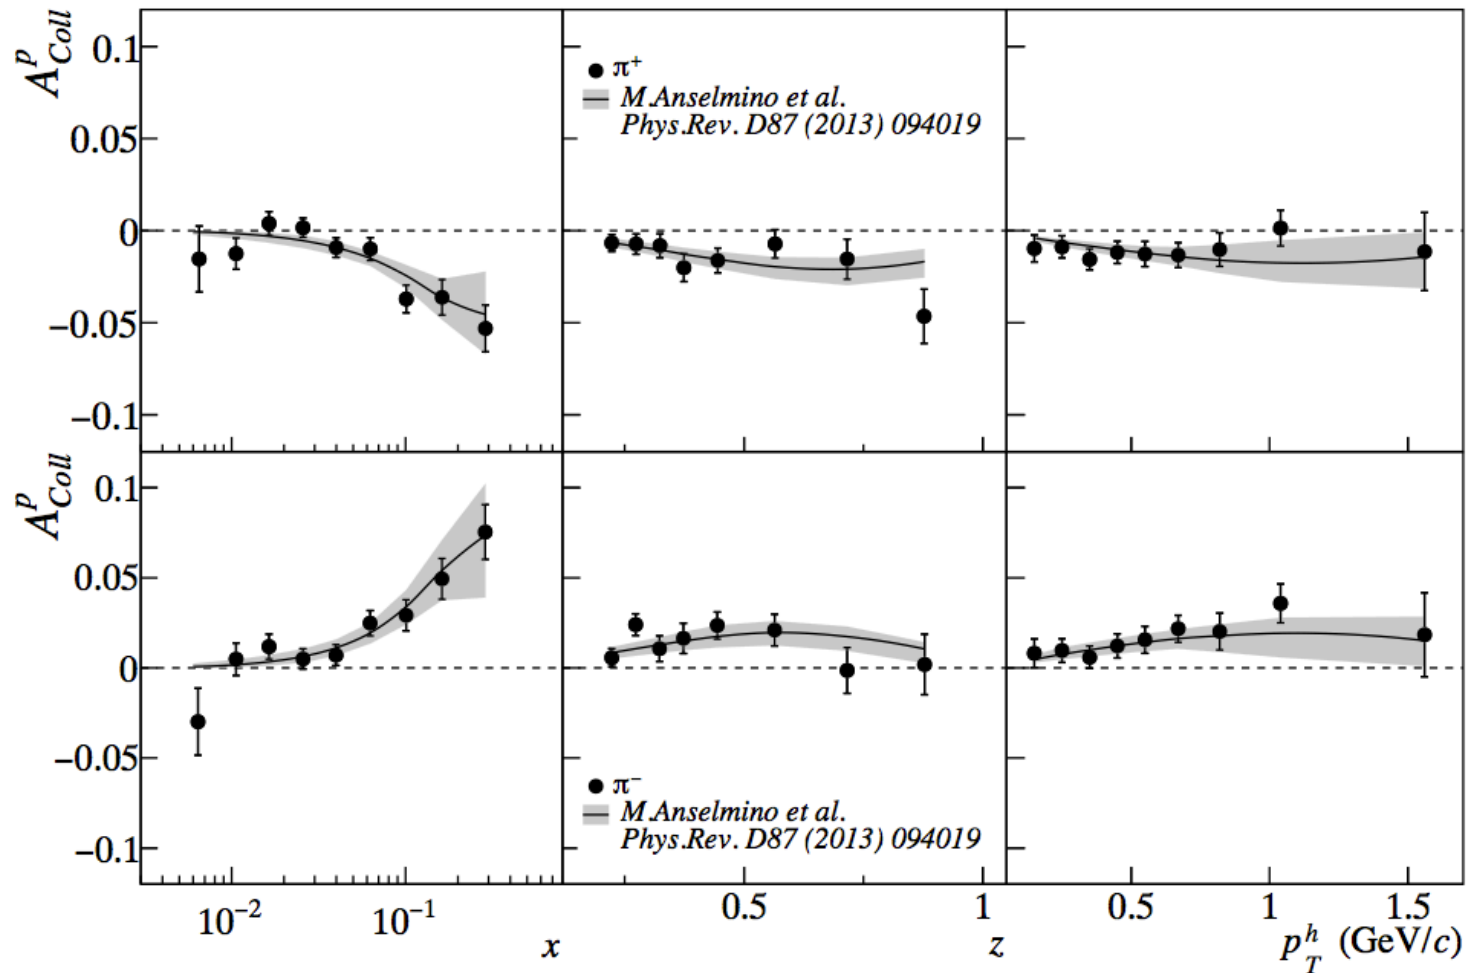 A^p_Coll
0.1
0.05
0
−0.05
−0.1
π⁺
M.Anselmino et al.
Phys.Rev. D87 (2013) 094019
A^p_Coll
0.1
0.05
0
−0.05
−0.1
π⁻
M.Anselmino et al.
Phys.Rev. D87 (2013) 094019
10⁻² 10⁻¹
0.5 1
0.5 1 1.5
x
z
p^h_T (GeV/c)